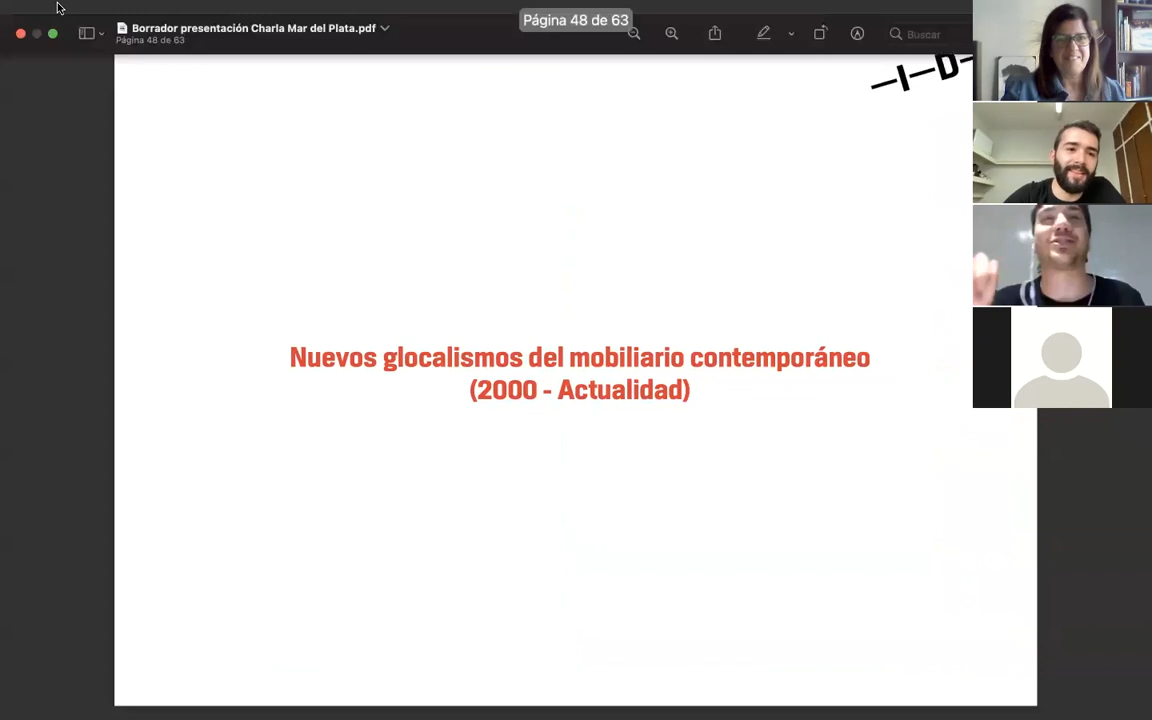 Página 48 de 63
Borrador presentación Charla Mar del Plata.pdf
Página 48 de 63
Buscar
—I—D—
Nuevos glocalismos del mobiliario contemporáneo
(2000 - Actualidad)